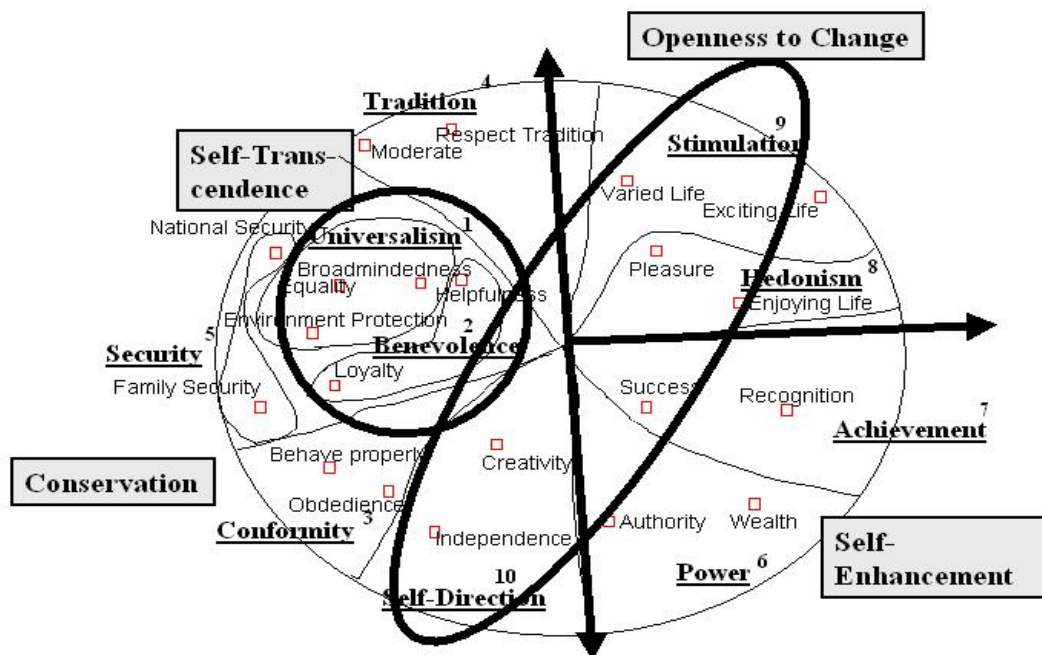 Openness to Change
4
Tradition
Respect Tradition
Moderate
9
Stimulation
Self-Trans-
cendence
Varied Life
Exciting Life
National Security
1
Universalism
Broadmindedness
Equality
Helpfulness
Pleasure
Hedonism 8
Enjoying Life
Environment Protection
2
Benevolence
5
Security
Loyalty
Family Security
Success
Recognition
7
Achievement
Behave properly
Creativity
Conservation
Obdedience
Conformity 3
Independence
Authority
Wealth
Self-
Enhancement
Power 6
10
Self-Direction